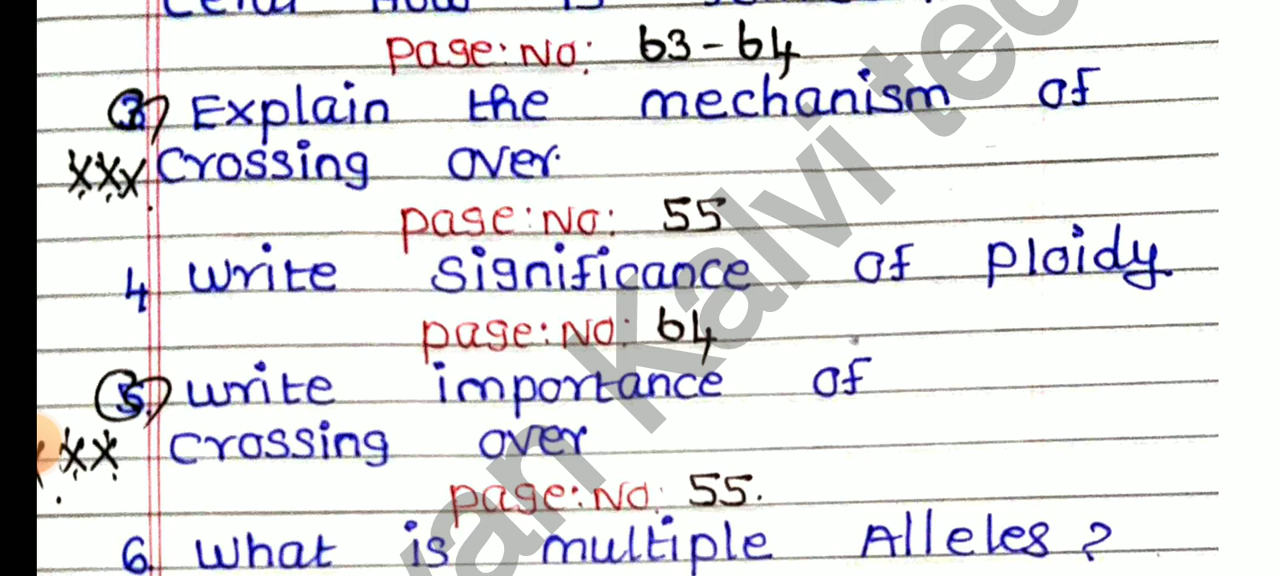 Page: No: 63-64
3) Explain the mechanism of
xxx Crossing over.
page: No: 55
4 Write significance of ploidy
page: No: 64
5) Write importance of
xx crossing over
page: No: 55.
6. What is multiple Alleles?